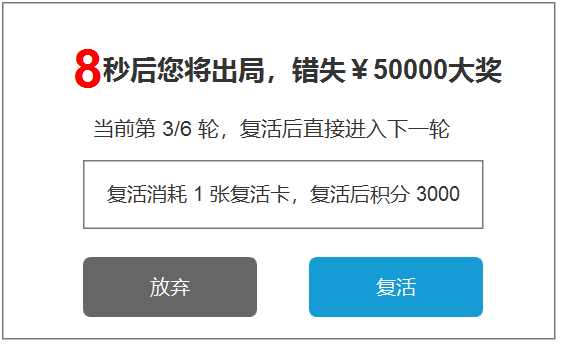 8秒后您将出局，错失￥50000大奖
当前第 3/6 轮，复活后直接进入下一轮
复活消耗 1 张复活卡，复活后积分 3000
放弃
复活